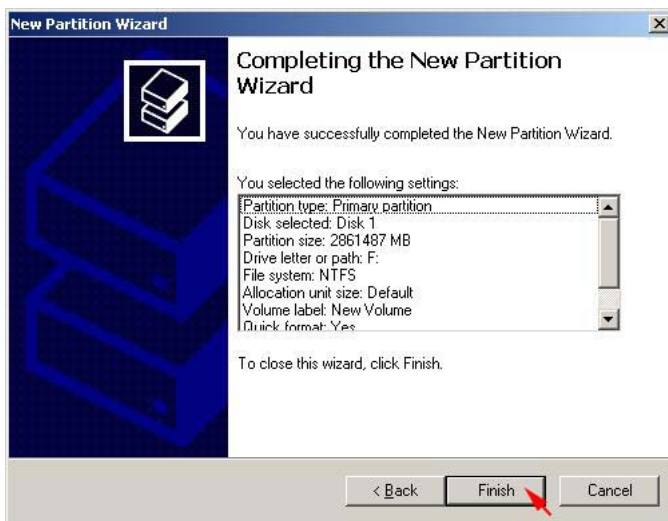 New Partition Wizard
Completing the New Partition
Wizard
You have successfully completed the New Partition Wizard.
You selected the following settings:
Partition type: Primary partition
Disk selected: Disk 1
Partition size: 2861487 MB
Drive letter or path: F:
File system: NTFS
Allocation unit size: Default
Volume label: New Volume
Quick format: Yes
To close this wizard, click Finish.
< Back
Finish
Cancel